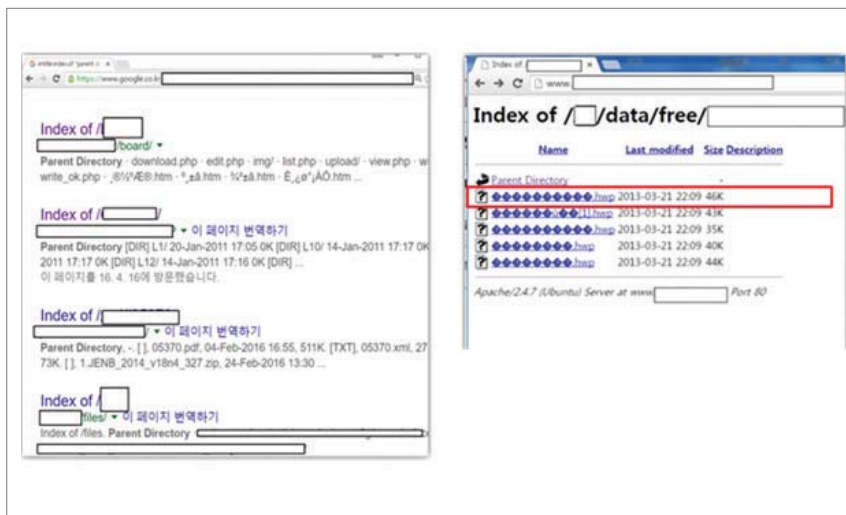 intitle:index.of "parent d
https://www.google.co.kr
Index of /
/board/
Parent Directory · download.php · edit.php · img/ · list.php · upload/ · view.php · w
write_ok.php
Index of / /
이 페이지 번역하기
Parent Directory [DIR] L1/ 20-Jan-2011 17:05 0K [DIR] L10/ 14-Jan-2011 17:17 0K
2011 17:17 0K [DIR] L12/ 14-Jan-2011 17:16 0K [DIR] ...
이 페이지를 16. 4. 16에 방문했습니다.
Index of /
/ 이 페이지 번역하기
Parent Directory, -. [ ], 05370.pdf, 04-Feb-2016 16:55, 511K. [TXT], 05370.xml, 27
73K. [ ], 1.JENB_2014_v18n4_327.zip, 24-Feb-2016 13:30 ...
Index of /
files/ 이 페이지 번역하기
Index of /files. Parent Directory
Index of
www.
Index of / /data/free/
Name Last modified Size Description
Parent Directory -
���������.hwp 2013-03-21 22:09 46K
[1].hwp 2013-03-21 22:09 43K
���������.hwp 2013-03-21 22:09 35K
�������.hwp 2013-03-21 22:09 40K
�������.hwp 2013-03-21 22:09 44K
Apache/2.4.7 (Ubuntu) Server at www. Port 80